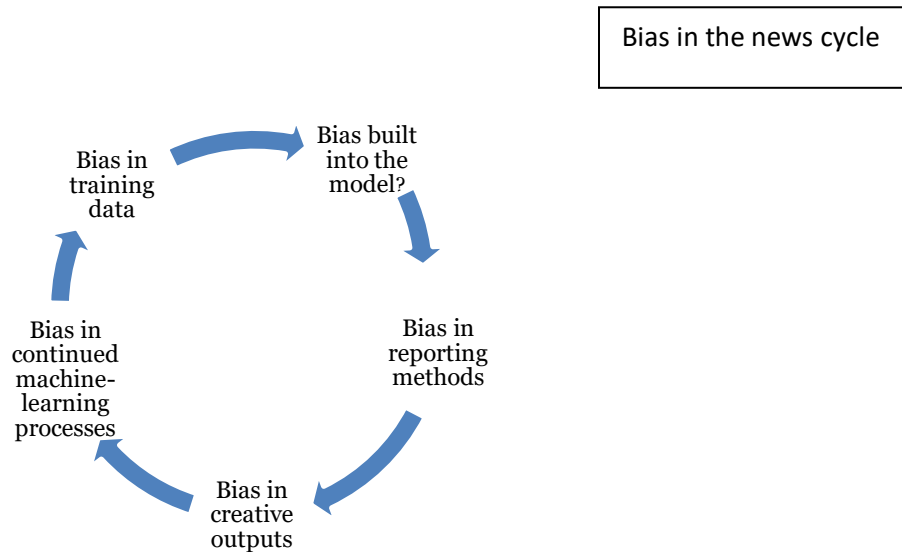 Bias in the news cycle
Bias built
into the
model?
Bias in
training
data
Bias in
reporting
methods
Bias in
continued
machine-
learning
processes
Bias in
creative
outputs